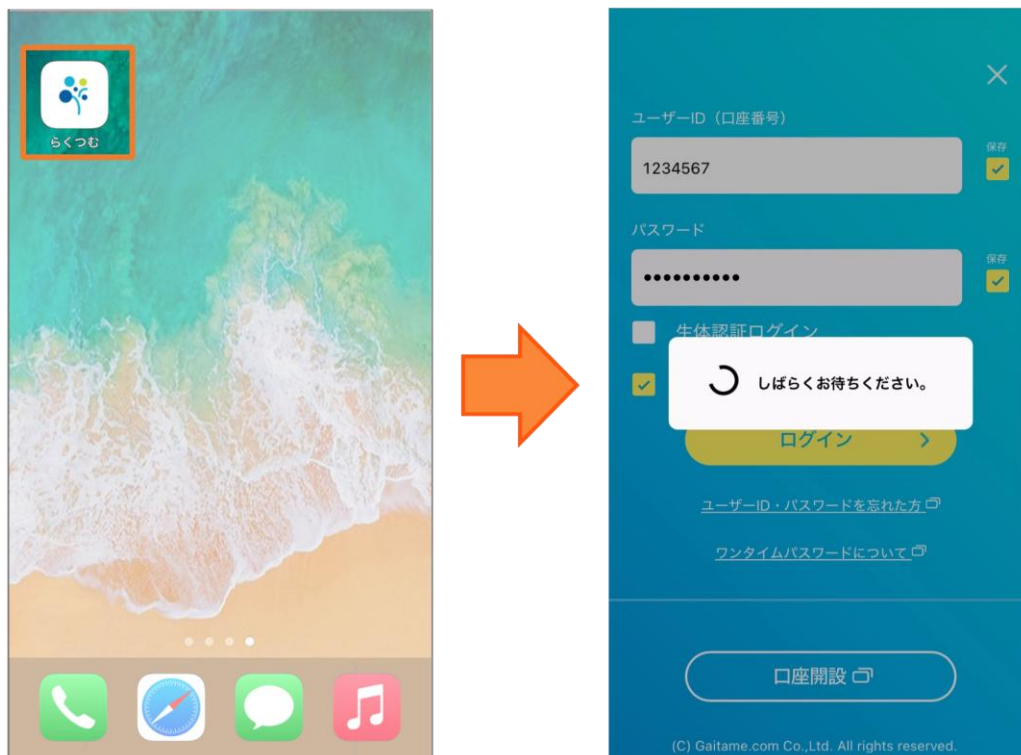 らくつむ
ユーザーID（口座番号）
保存
1234567
パスワード
保存
••••••••••
生体認証ログイン
しばらくお待ちください。
ログイン
ユーザーID・パスワードを忘れた方
ワンタイムパスワードについて
口座開設
(C) Gaitame.com Co.,Ltd. All rights reserved.